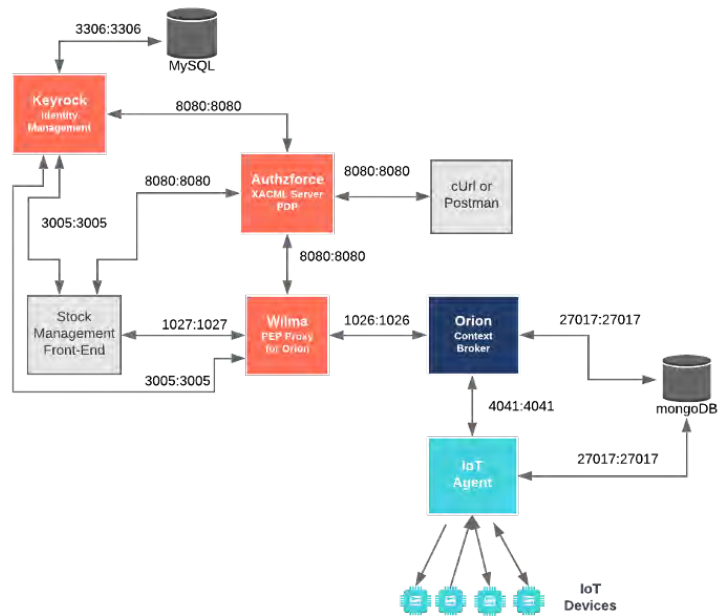 3306:3306
MySQL
Keyrock
Identity
Management
8080:8080
8080:8080
8080:8080
Authzforce
XACML Server
PDP
cUrl or
Postman
3005:3005
8080:8080
Stock
Management
Front-End
1027:1027
Wilma
PEP Proxy
for Orion
1026:1026
Orion
Context
Broker
27017:27017
3005:3005
mongoDB
4041:4041
IoT
Agent
27017:27017
IoT
Devices